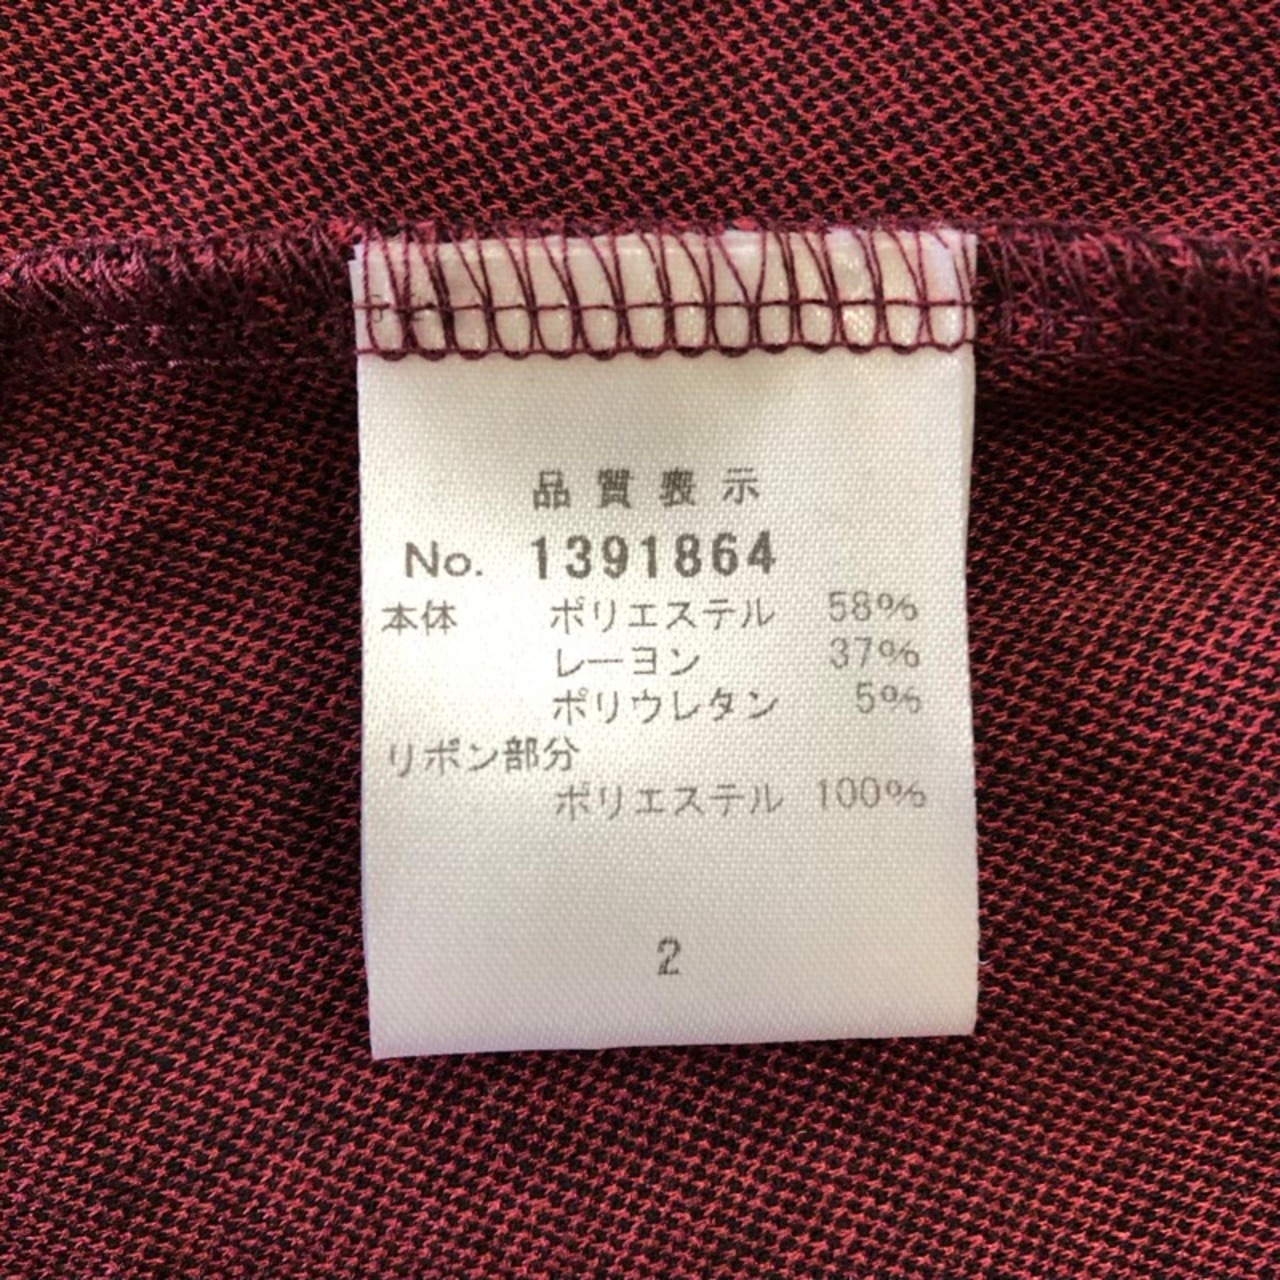 品質表示
No. 1391864
本体 ポリエステル 58%
レーヨン 37%
ポリウレタン 5%
リボン部分
ポリエステル 100%
2